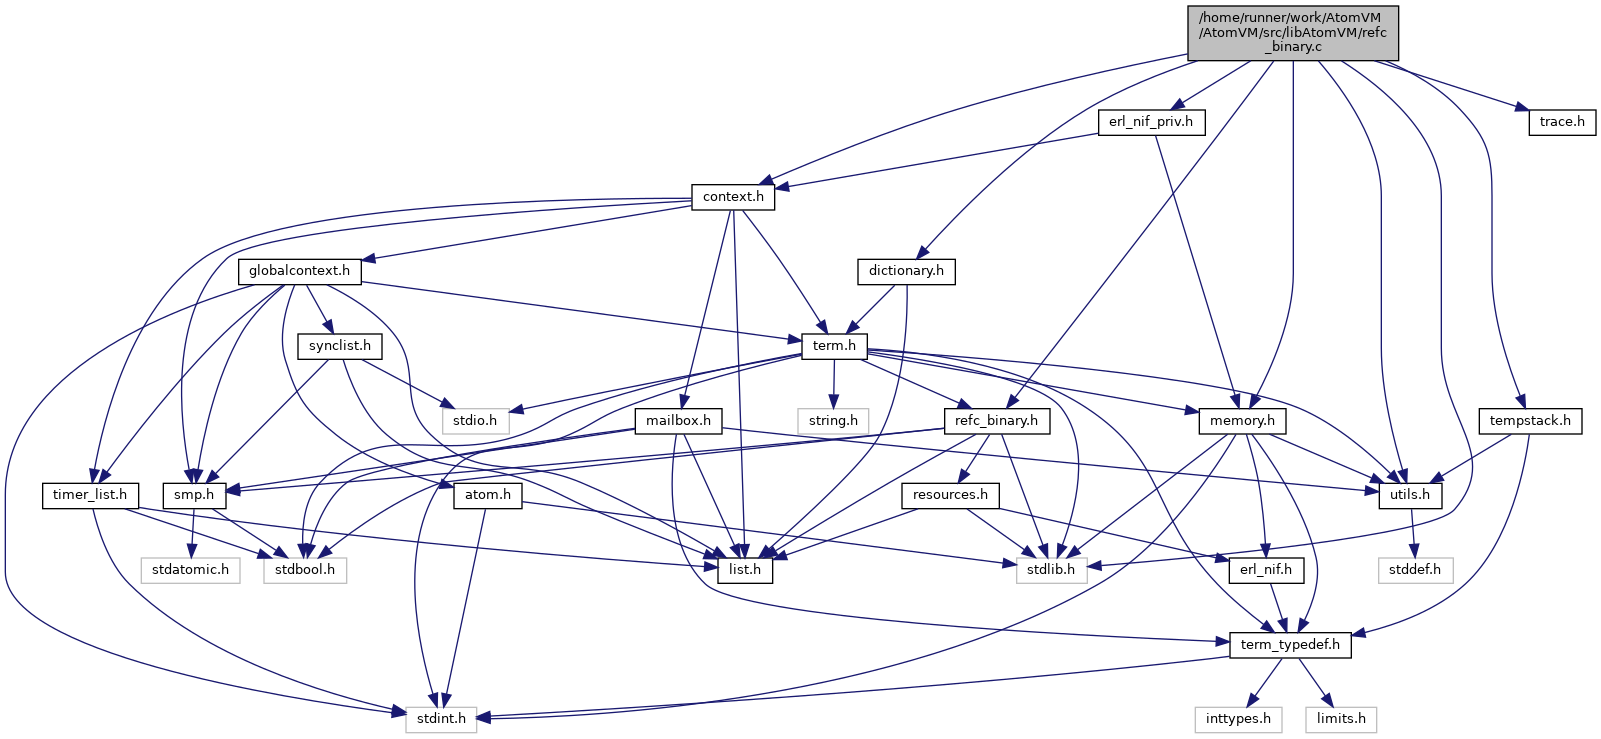 /home/runner/work/AtomVM
/AtomVM/src/libAtomVM/refc
_binary.c
erl_nif_priv.h
trace.h
context.h
globalcontext.h
dictionary.h
synclist.h
term.h
stdio.h
mailbox.h
string.h
refc_binary.h
memory.h
tempstack.h
timer_list.h
smp.h
atom.h
resources.h
utils.h
stdatomic.h
stdbool.h
list.h
stdlib.h
erl_nif.h
stddef.h
term_typedef.h
stdint.h
inttypes.h
limits.h